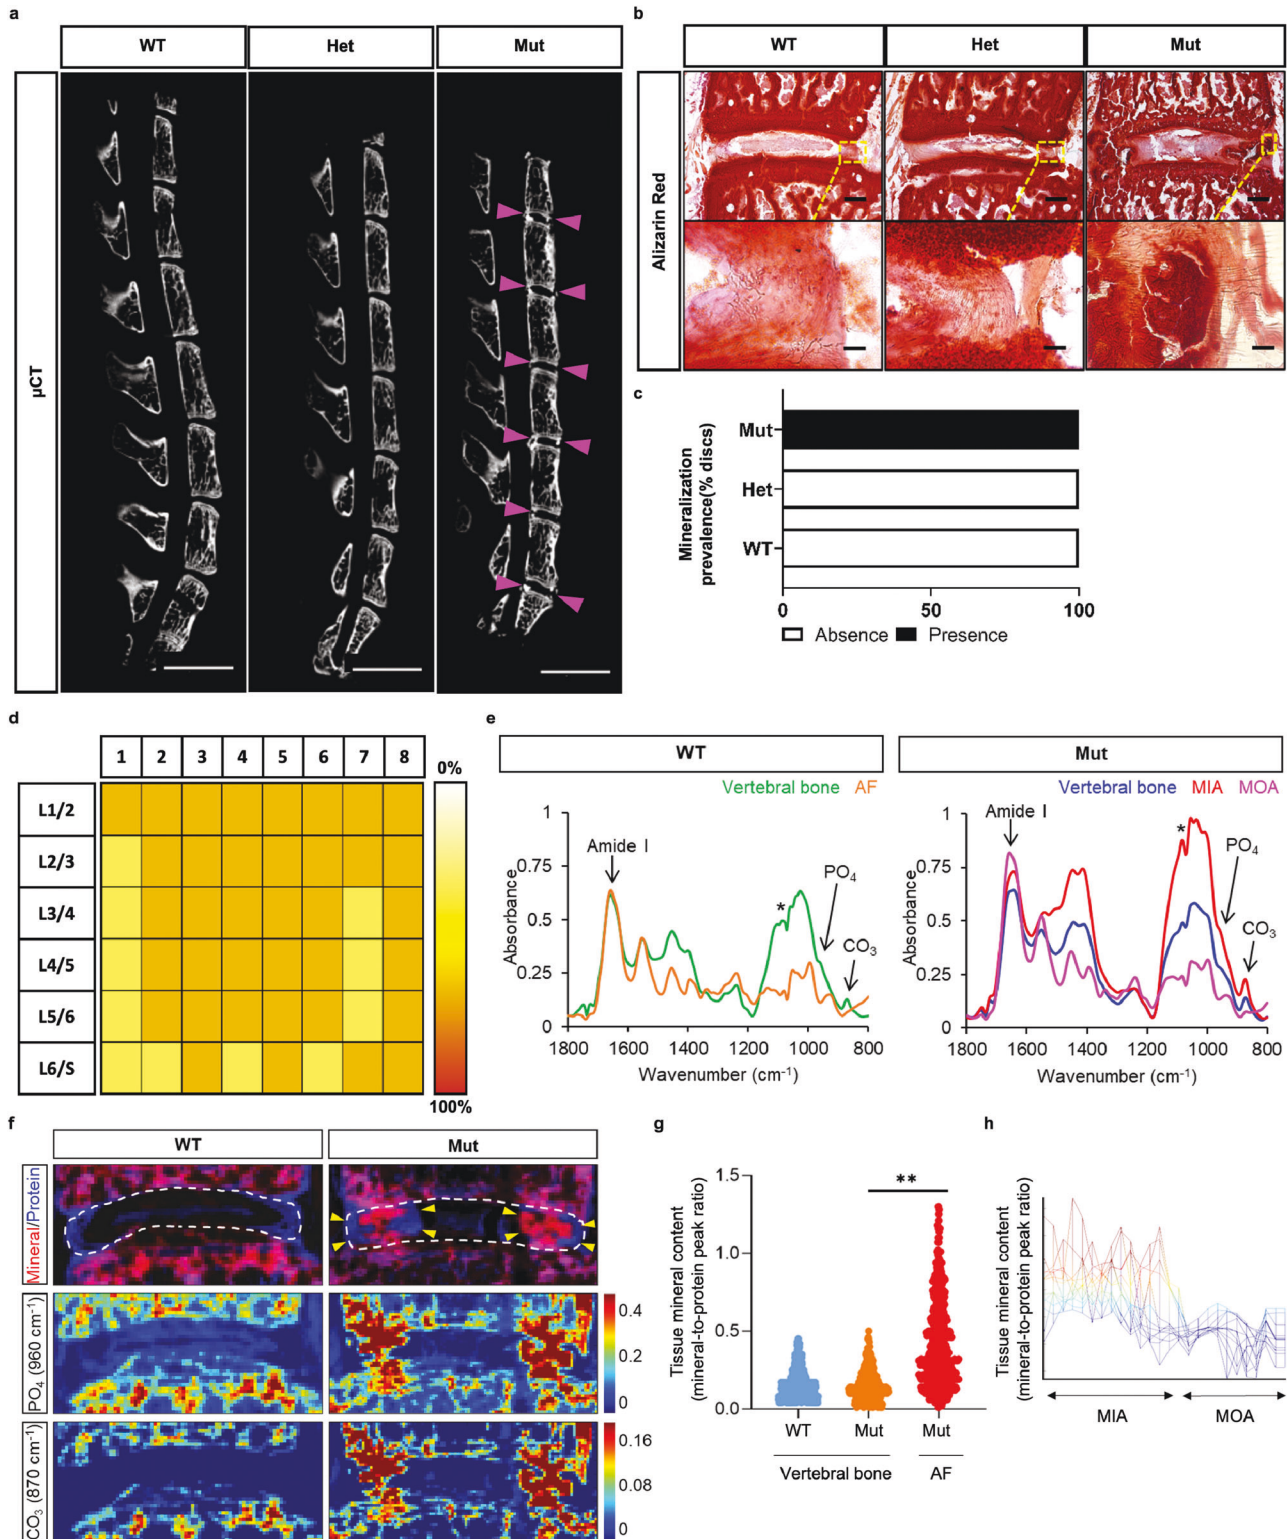 a
WT Het Mut
µCT
b
WT Het Mut
Alizarin Red
c
Mineralization
prevalence(% discs)
Mut
Het
WT
0 50 100
Absence Presence
d
1 2 3 4 5 6 7 8
L1/2
L2/3
L3/4
L4/5
L5/6
L6/S
0%
100%
e
WT
Vertebral bone AF
Absorbance
1
0.75
0.5
0.25
0
Amide I
*
PO4
CO3
1800 1600 1400 1200 1000 800
Wavenumber (cm-1)
Mut
Vertebral bone MIA MOA
Absorbance
1
0.75
0.5
0.25
0
Amide I
*
PO4
CO3
1800 1600 1400 1200 1000 800
Wavenumber (cm-1)
f
WT Mut
Mineral/Protein
PO4 (960 cm-1)
0.4
0.2
0
CO3 (870 cm-1)
0.16
0.08
0
g
Tissue mineral content
(mineral-to-protein peak ratio)
1.5
1.0
0.5
0.0
**
WT Mut Mut
Vertebral bone AF
h
Tissue mineral content
(mineral-to-protein peak ratio)
MIA MOA